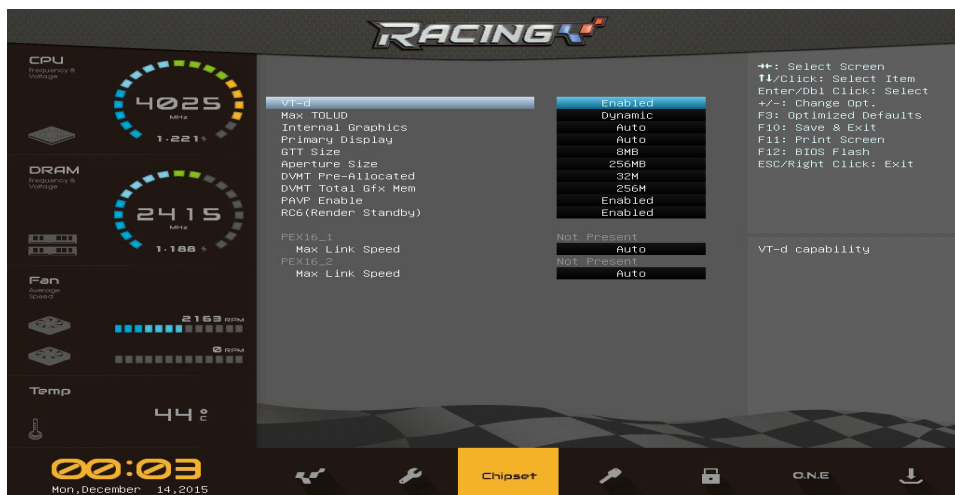 RACING
CPU
Frequency &
Voltage
4025
MHz
1.221
DRAM
Frequency &
Voltage
2415
MHz
1.188
Fan
Average
Speed
2163 RPM
0 RPM
Temp
44 °C
00:03
Mon,December 14,2015
VT-d Enabled
Max TOLUD Dynamic
Internal Graphics Auto
Primary Display Auto
GTT Size 8MB
Aperture Size 256MB
DVMT Pre-Allocated 32M
DVMT Total Gfx Mem 256M
PAVP Enable Enabled
RC6(Render Standby) Enabled
PEX16_1 Not Present
Max Link Speed Auto
PEX16_2 Not Present
Max Link Speed Auto
→←: Select Screen
↑↓/Click: Select Item
Enter/Dbl Click: Select
+/-: Change Opt.
F3: Optimized Defaults
F10: Save & Exit
F11: Print Screen
F12: BIOS Flash
ESC/Right Click: Exit
VT-d capability
Chipset
O.N.E